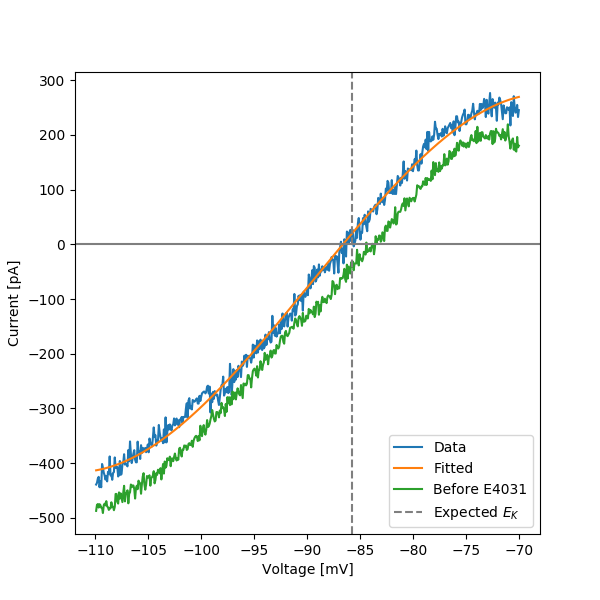 300
200
100
0
−100
−200
−300
−400
−500
Current [pA]
Data
Fitted
Before E4031
Expected $E_K$
−110 −105 −100 −95 −90 −85 −80 −75 −70
Voltage [mV]